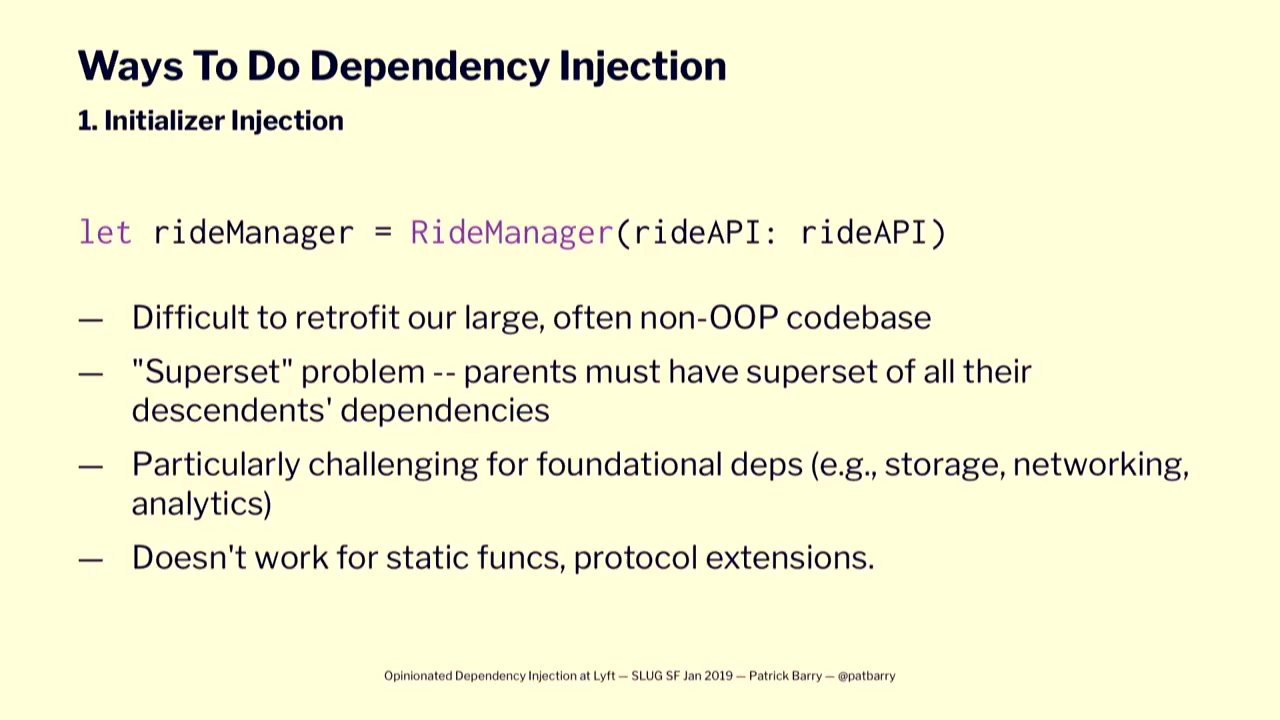 Ways To Do Dependency Injection
1. Initializer Injection
let rideManager = RideManager(rideAPI: rideAPI)
— Difficult to retrofit our large, often non-OOP codebase
— "Superset" problem -- parents must have superset of all their
descendents' dependencies
— Particularly challenging for foundational deps (e.g., storage, networking,
analytics)
— Doesn't work for static funcs, protocol extensions.
Opinionated Dependency Injection at Lyft — SLUG SF Jan 2019 — Patrick Barry — @patbarry